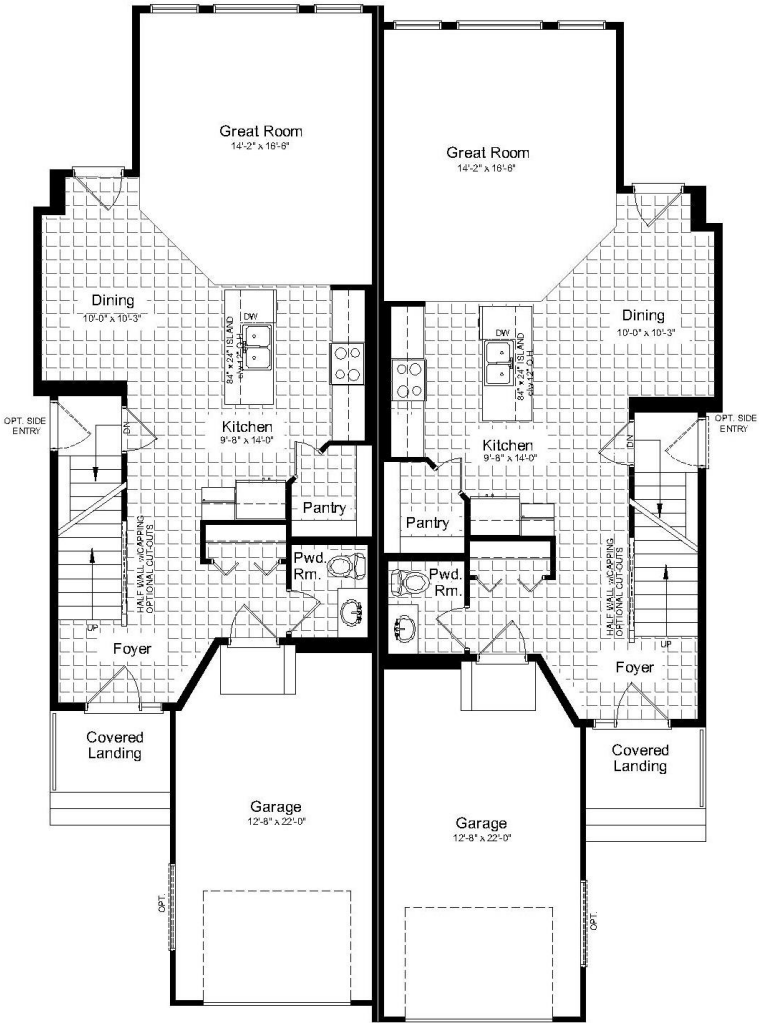 Great Room
14'-2" x 16'-6"
Dining
10'-0" x 10'-3"
DW
84" x 24" ISLAND
c/w 12" O.H.
Kitchen
9'-8" x 14'-0"
OPT. SIDE
ENTRY
DN
Pantry
HALF WALL w/CAPPING
OPTIONAL CUT-OUTS
Pwd.
Rm.
UP
Foyer
Covered
Landing
Garage
12'-8" x 22'-0"
OPT.
Great Room
14'-2" x 16'-6"
Dining
10'-0" x 10'-3"
DW
84" x 24" ISLAND
c/w 12" O.H.
Kitchen
9'-8" x 14'-0"
OPT. SIDE
ENTRY
DN
Pantry
HALF WALL w/CAPPING
OPTIONAL CUT-OUTS
Pwd.
Rm.
UP
Foyer
Covered
Landing
Garage
12'-8" x 22'-0"
OPT.